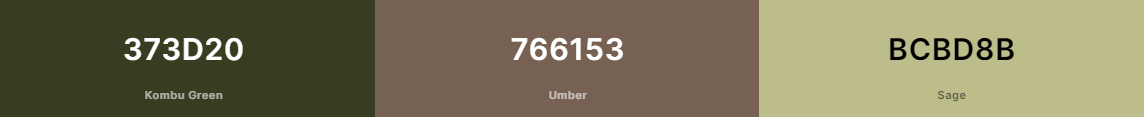 373D20
Kombu Green
766153
Umber
BCBD8B
Sage